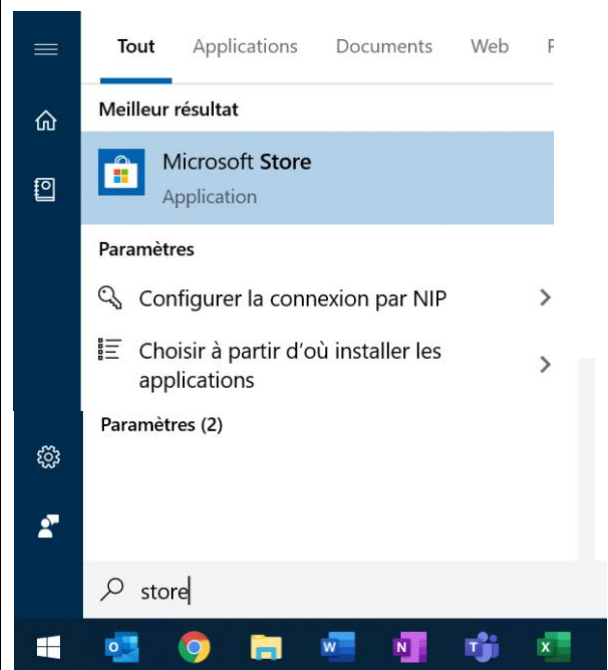 Tout Applications Documents Web
Meilleur résultat
Microsoft Store
Application
Paramètres
Configurer la connexion par NIP
Choisir à partir d'où installer les
applications
Paramètres (2)
store